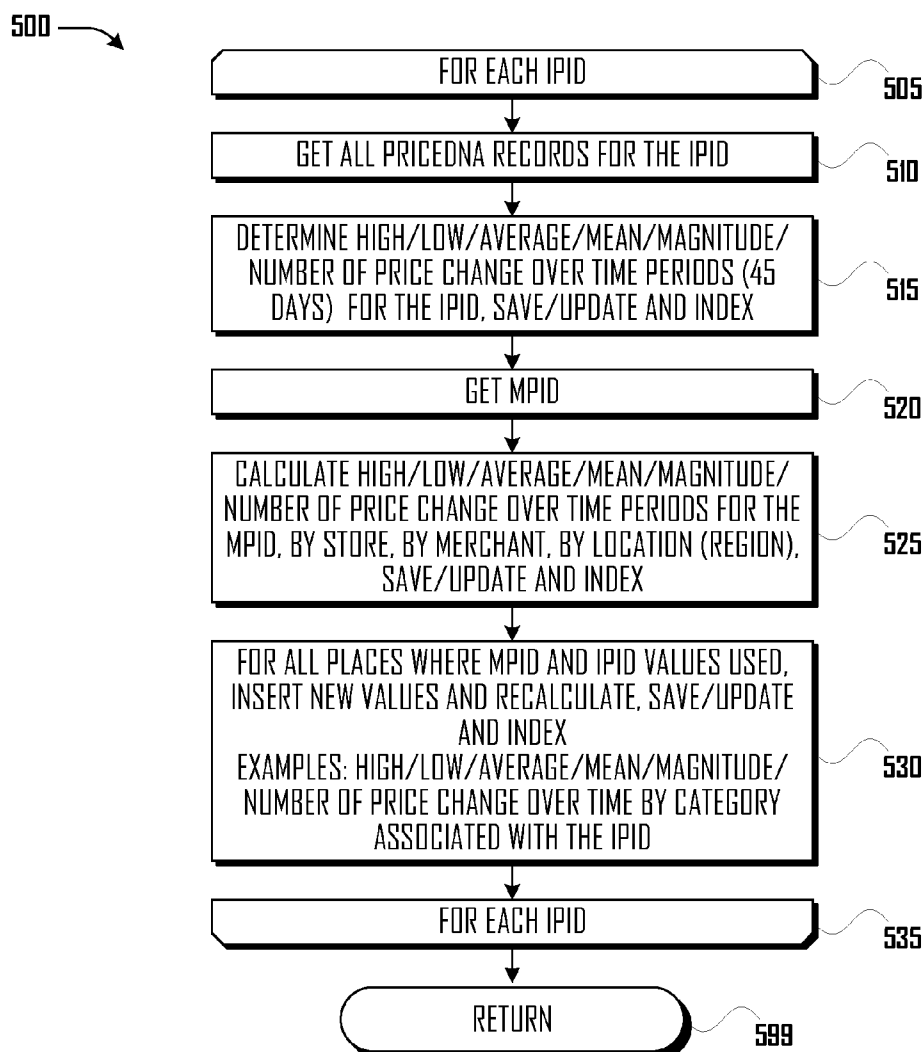 500
FOR EACH IPID
505
GET ALL PRICEDNA RECORDS FOR THE IPID
510
DETERMINE HIGH/LOW/AVERAGE/MEAN/MAGNITUDE/
NUMBER OF PRICE CHANGE OVER TIME PERIODS (45
DAYS) FOR THE IPID, SAVE/UPDATE AND INDEX
515
GET MPID
520
CALCULATE HIGH/LOW/AVERAGE/MEAN/MAGNITUDE/
NUMBER OF PRICE CHANGE OVER TIME PERIODS FOR THE
MPID, BY STORE, BY MERCHANT, BY LOCATION (REGION),
SAVE/UPDATE AND INDEX
525
FOR ALL PLACES WHERE MPID AND IPID VALUES USED,
INSERT NEW VALUES AND RECALCULATE, SAVE/UPDATE
AND INDEX
EXAMPLES: HIGH/LOW/AVERAGE/MEAN/MAGNITUDE/
NUMBER OF PRICE CHANGE OVER TIME BY CATEGORY
ASSOCIATED WITH THE IPID
530
FOR EACH IPID
535
RETURN
599